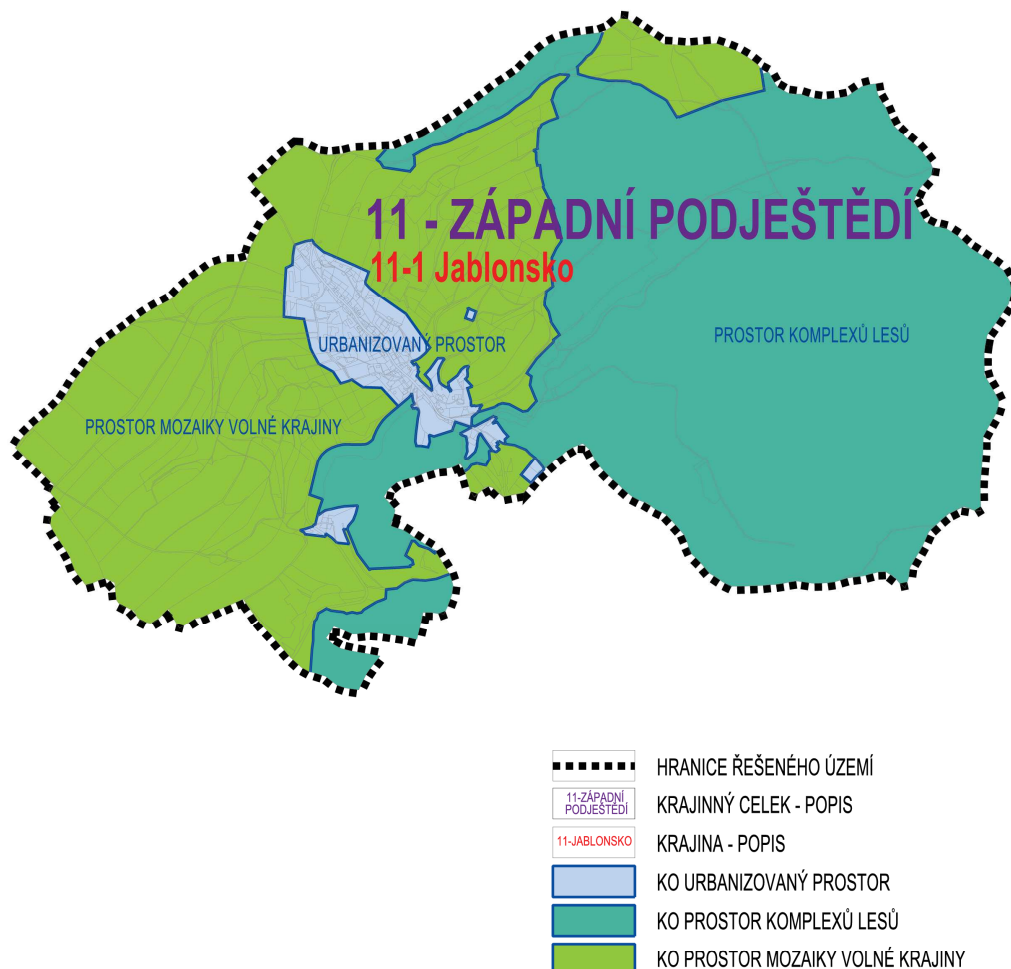 11 - ZÁPADNÍ PODJEŠTĚDÍ
11-1 Jablonsko
URBANIZOVANÝ PROSTOR
PROSTOR KOMPLEXŮ LESŮ
PROSTOR MOZAIKY VOLNÉ KRAJINY
HRANICE ŘEŠENÉHO ÚZEMÍ
11-ZÁPADNÍ
PODJEŠTĚDÍ
KRAJINNÝ CELEK - POPIS
11-JABLONSKO
KRAJINA - POPIS
KO URBANIZOVANÝ PROSTOR
KO PROSTOR KOMPLEXŮ LESŮ
KO PROSTOR MOZAIKY VOLNÉ KRAJINY